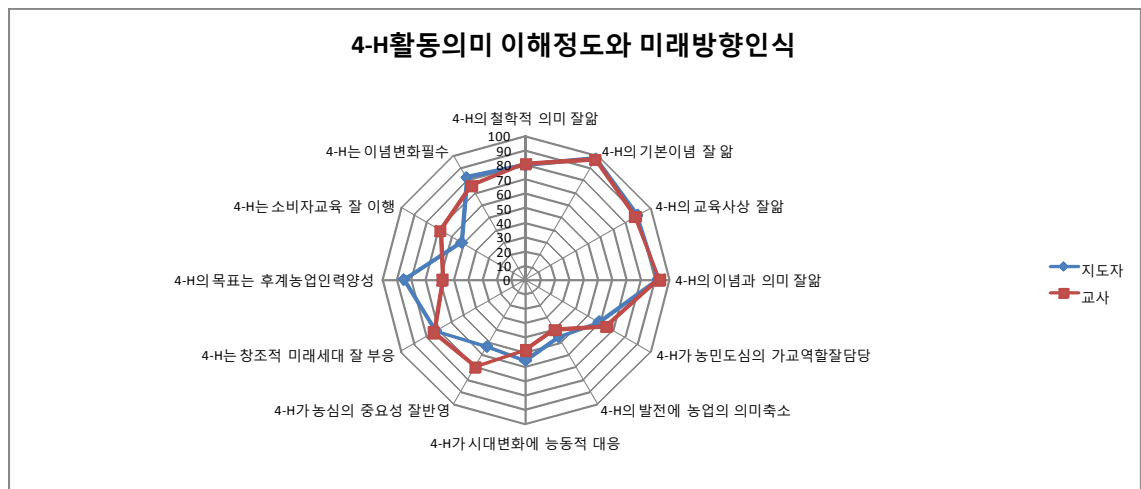 4-H활동의미 이해정도와 미래방향인식
4-H의 철학적 의미 잘앎
4-H의 기본이념 잘 앎
4-H의 교육사상 잘앎
4-H의 이념과 의미 잘앎
4-H가 농민도심의 가교역할잘담당
4-H의 발전에 농업의 의미축소
4-H가 시대변화에 능동적 대응
4-H가 농심의 중요성 잘반영
4-H는 창조적 미래세대 잘 부응
4-H의 목표는 후계농업인력양성
4-H는 소비자교육 잘 이행
4-H는 이념변화필수
100
90
80
70
60
50
40
30
20
10
0
지도자
교사